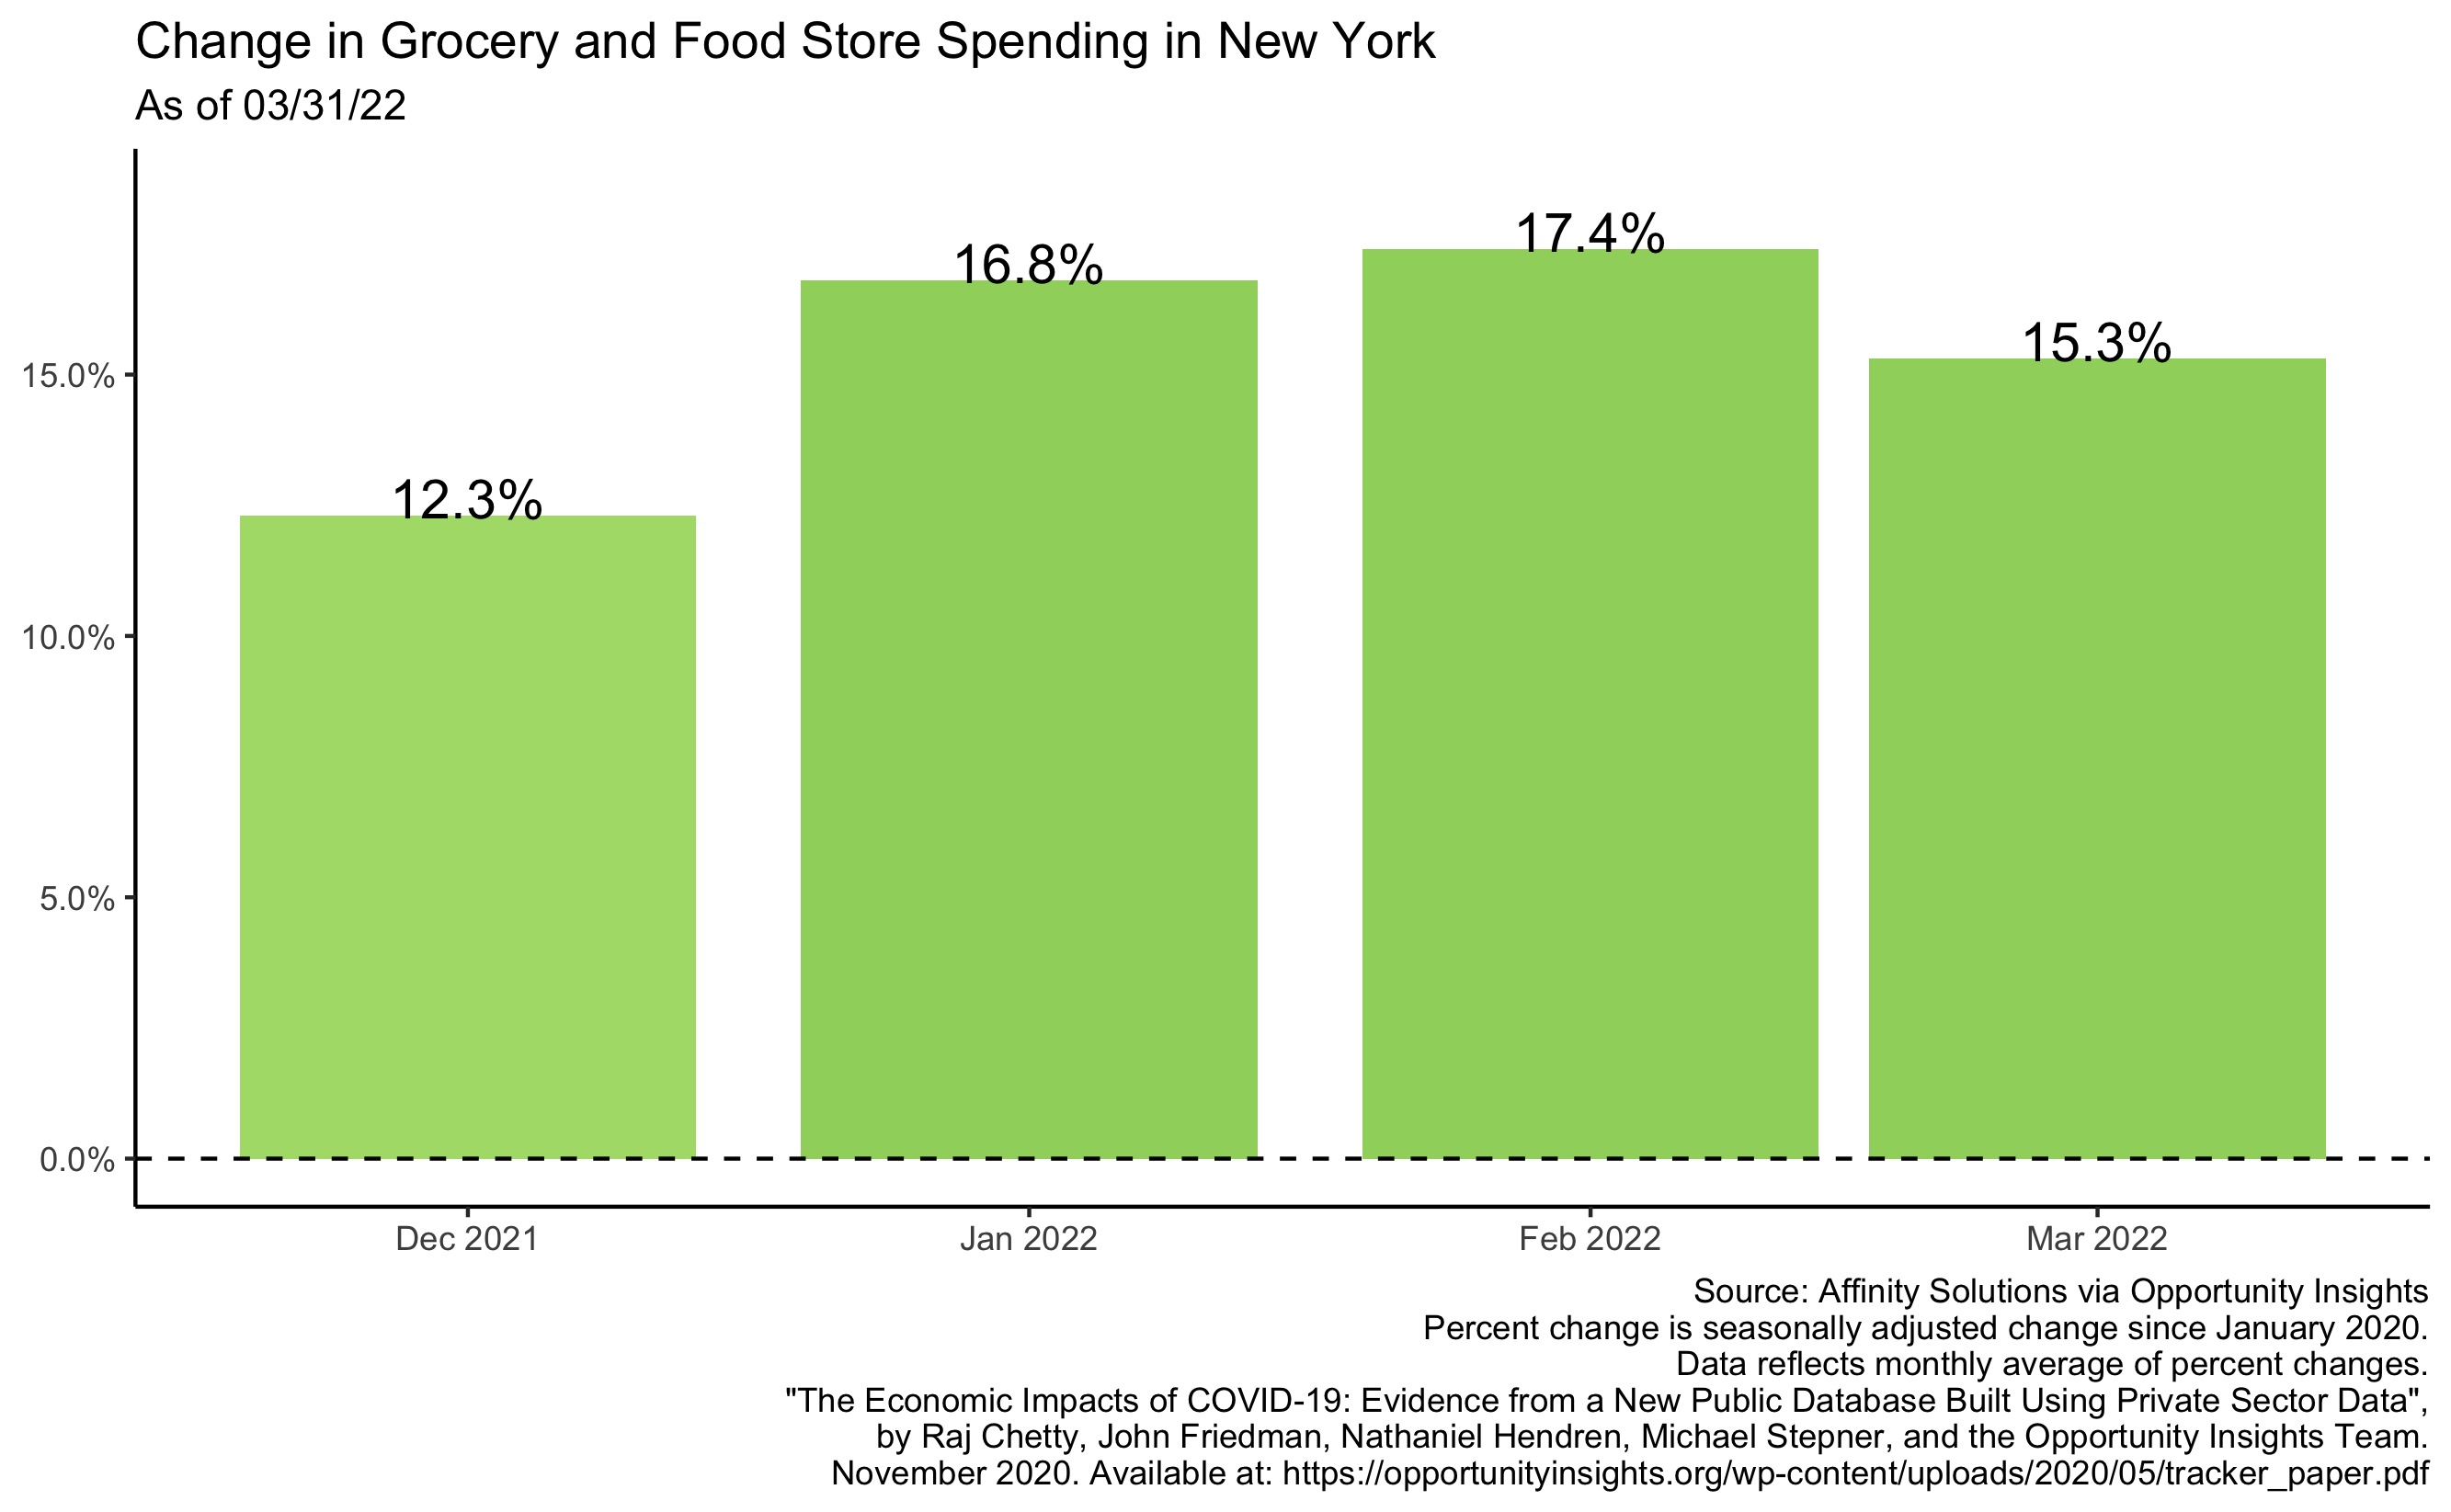 Change in Grocery and Food Store Spending in New York
As of 03/31/22
17.4%
16.8%
15.3%
12.3%
15.0%
10.0%
5.0%
0.0%
Dec 2021
Jan 2022
Feb 2022
Mar 2022
Source: Affinity Solutions via Opportunity Insights
Percent change is seasonally adjusted change since January 2020.
Data reflects monthly average of percent changes.
"The Economic Impacts of COVID-19: Evidence from a New Public Database Built Using Private Sector Data",
by Raj Chetty, John Friedman, Nathaniel Hendren, Michael Stepner, and the Opportunity Insights Team.
November 2020. Available at: https://opportunityinsights.org/wp-content/uploads/2020/05/tracker_paper.pdf